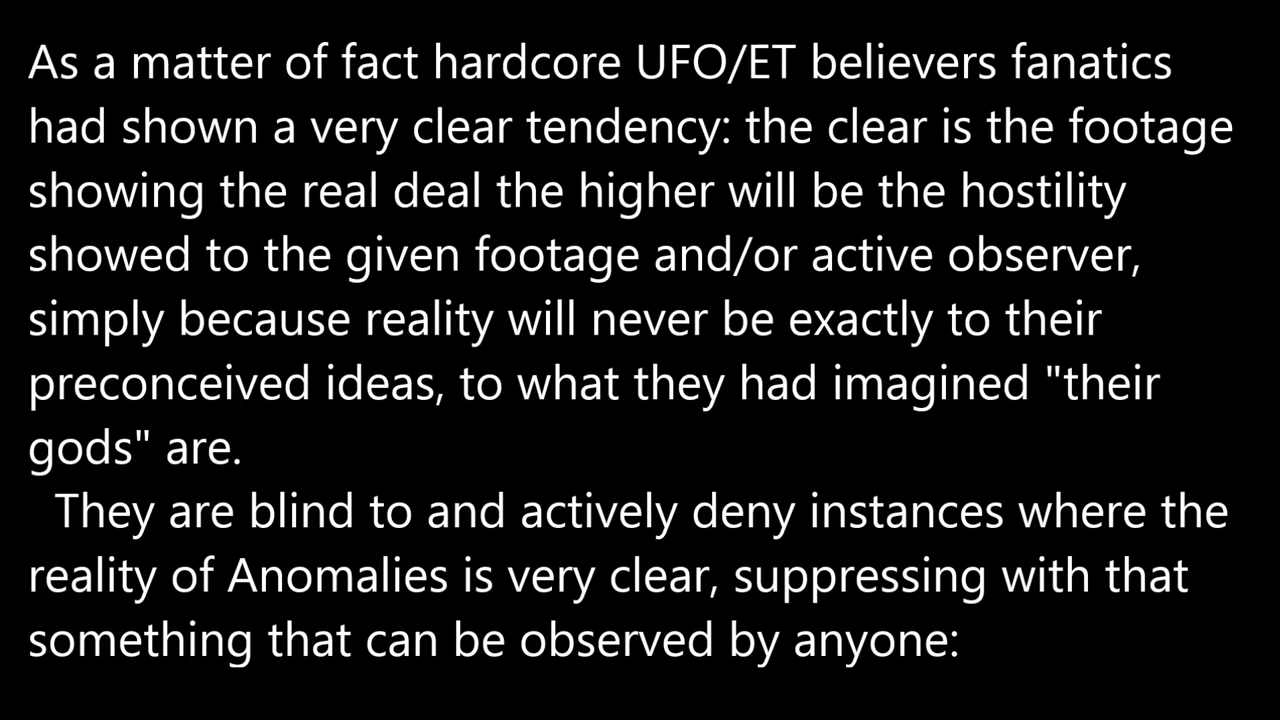 As a matter of fact hardcore UFO/ET believers fanatics
had shown a very clear tendency: the clear is the footage
showing the real deal the higher will be the hostility
showed to the given footage and/or active observer,
simply because reality will never be exactly to their
preconceived ideas, to what they had imagined "their
gods" are.
They are blind to and actively deny instances where the
reality of Anomalies is very clear, suppressing with that
something that can be observed by anyone: